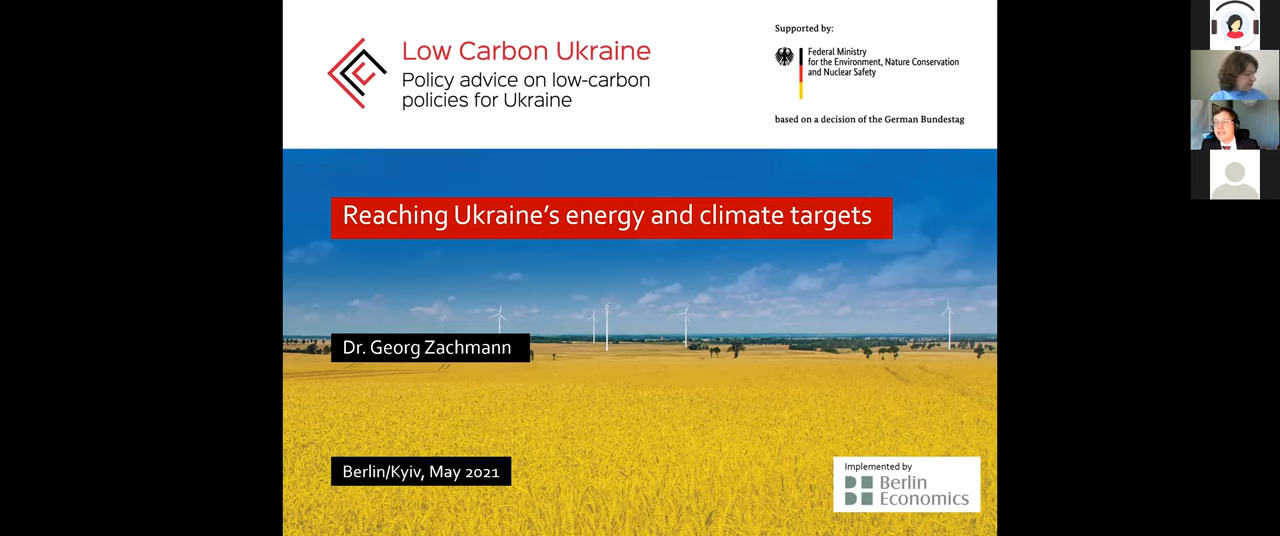 Low Carbon Ukraine
Policy advice on low-carbon
policies for Ukraine
Supported by:
Federal Ministry
for the Environment, Nature Conservation
and Nuclear Safety
based on a decision of the German Bundestag
Reaching Ukraine's energy and climate targets
Dr. Georg Zachmann
Berlin/Kyiv, May 2021
Implemented by
Berlin
Economics